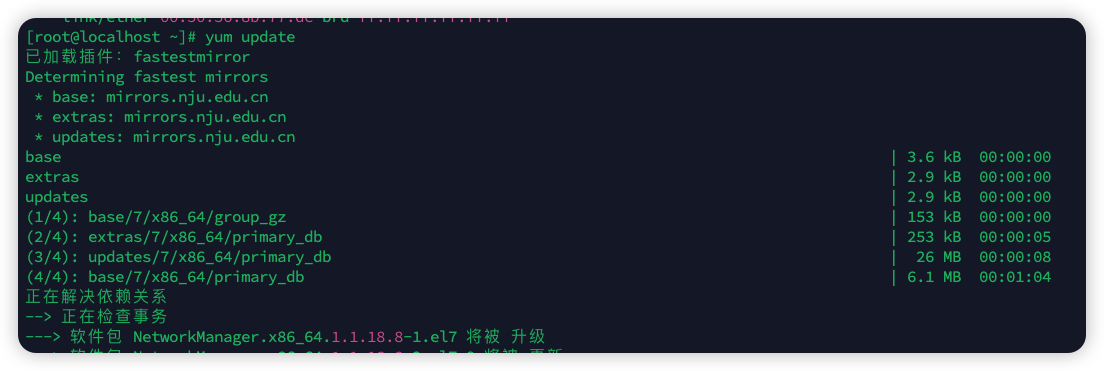 [root@localhost ~]# yum update
已加载插件：fastestmirror
Determining fastest mirrors
 * base: mirrors.nju.edu.cn
 * extras: mirrors.nju.edu.cn
 * updates: mirrors.nju.edu.cn
base | 3.6 kB 00:00:00
extras | 2.9 kB 00:00:00
updates | 2.9 kB 00:00:00
(1/4): base/7/x86_64/group_gz | 153 kB 00:00:00
(2/4): extras/7/x86_64/primary_db | 253 kB 00:00:05
(3/4): updates/7/x86_64/primary_db | 26 MB 00:00:08
(4/4): base/7/x86_64/primary_db | 6.1 MB 00:01:04
正在解决依赖关系
--> 正在检查事务
---> 软件包 NetworkManager.x86_64.1.1.18.8-1.el7 将被 升级